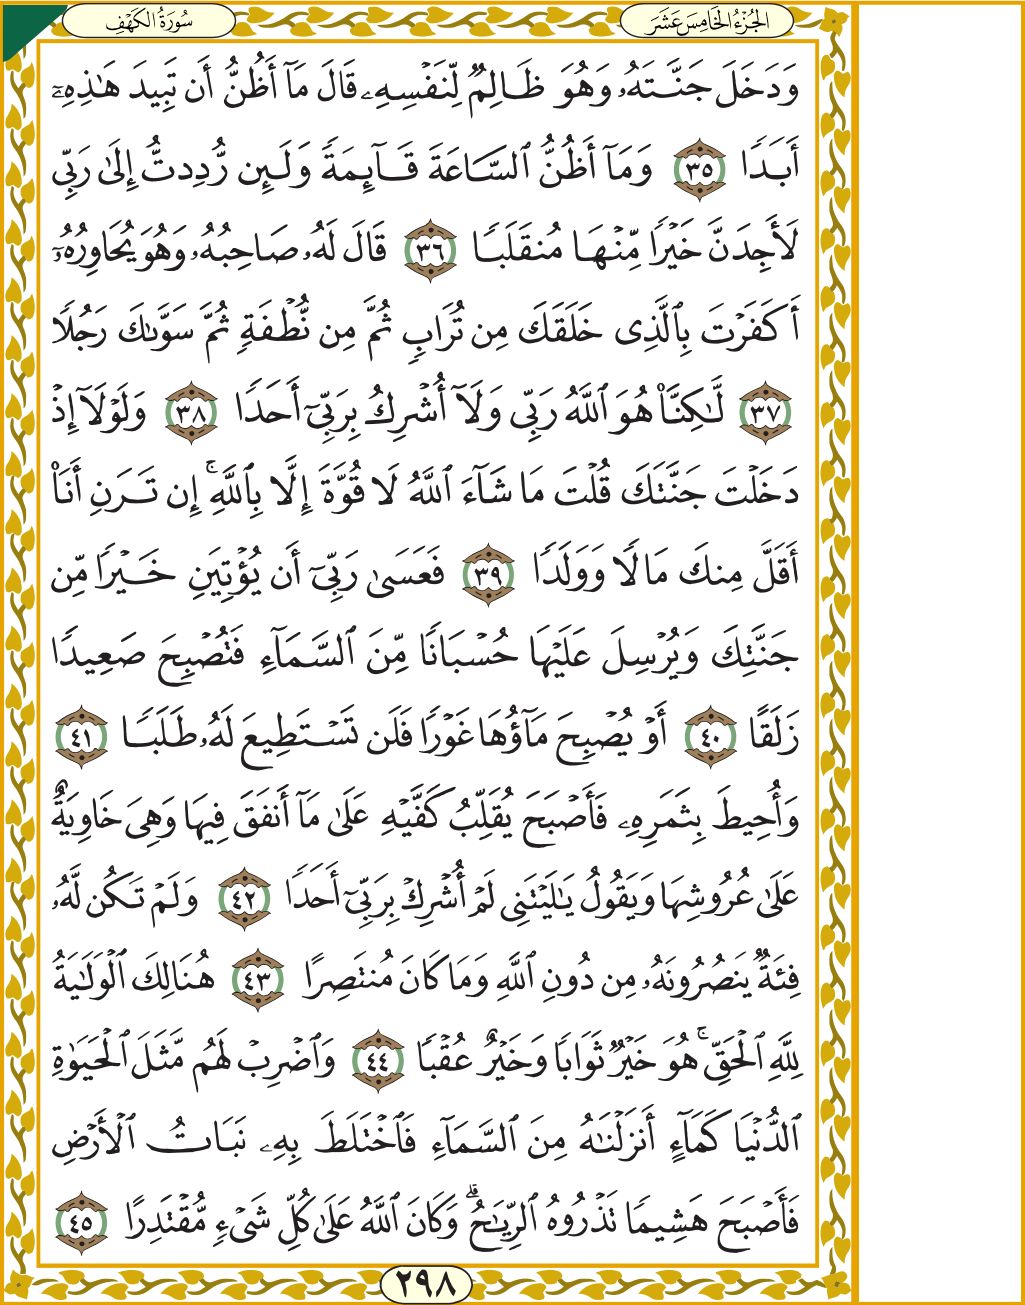 الجُزْءُ الخَامِسَ عَشَرَ
سُورَةُ الكَهْفِ
وَدَخَلَ جَنَّتَهُۥ وَهُوَ ظَالِمٌ لِّنَفْسِهِۦ قَالَ مَآ أَظُنُّ أَن تَبِيدَ هَٰذِهِۦٓ
أَبَدًا ٣٥ وَمَآ أَظُنُّ ٱلسَّاعَةَ قَآئِمَةً وَلَئِن رُّدِدتُّ إِلَىٰ رَبِّى
لَأَجِدَنَّ خَيْرًا مِّنْهَا مُنقَلَبًا ٣٦ قَالَ لَهُۥ صَاحِبُهُۥ وَهُوَ يُحَاوِرُهُۥٓ
أَكَفَرْتَ بِٱلَّذِى خَلَقَكَ مِن تُرَابٍ ثُمَّ مِن نُّطْفَةٍ ثُمَّ سَوَّىٰكَ رَجُلًا
٣٧ لَّٰكِنَّا۠ هُوَ ٱللَّهُ رَبِّى وَلَآ أُشْرِكُ بِرَبِّىٓ أَحَدًا ٣٨ وَلَوْلَآ إِذْ
دَخَلْتَ جَنَّتَكَ قُلْتَ مَا شَآءَ ٱللَّهُ لَا قُوَّةَ إِلَّا بِٱللَّهِ ۚ إِن تَرَنِ أَنَا۠
أَقَلَّ مِنكَ مَالًا وَوَلَدًا ٣٩ فَعَسَىٰ رَبِّىٓ أَن يُؤْتِيَنِ خَيْرًا مِّن
جَنَّتِكَ وَيُرْسِلَ عَلَيْهَا حُسْبَانًا مِّنَ ٱلسَّمَآءِ فَتُصْبِحَ صَعِيدًا
زَلَقًا ٤٠ أَوْ يُصْبِحَ مَآؤُهَا غَوْرًا فَلَن تَسْتَطِيعَ لَهُۥ طَلَبًا ٤١
وَأُحِيطَ بِثَمَرِهِۦ فَأَصْبَحَ يُقَلِّبُ كَفَّيْهِ عَلَىٰ مَآ أَنفَقَ فِيهَا وَهِىَ خَاوِيَةٌ
عَلَىٰ عُرُوشِهَا وَيَقُولُ يَٰلَيْتَنِى لَمْ أُشْرِكْ بِرَبِّىٓ أَحَدًا ٤٢ وَلَمْ تَكُن لَّهُۥ
فِئَةٌ يَنصُرُونَهُۥ مِن دُونِ ٱللَّهِ وَمَا كَانَ مُنتَصِرًا ٤٣ هُنَالِكَ ٱلْوَلَٰيَةُ
لِلَّهِ ٱلْحَقِّ ۚ هُوَ خَيْرٌ ثَوَابًا وَخَيْرٌ عُقْبًا ٤٤ وَٱضْرِبْ لَهُم مَّثَلَ ٱلْحَيَوٰةِ
ٱلدُّنْيَا كَمَآءٍ أَنزَلْنَٰهُ مِنَ ٱلسَّمَآءِ فَٱخْتَلَطَ بِهِۦ نَبَاتُ ٱلْأَرْضِ
فَأَصْبَحَ هَشِيمًا تَذْرُوهُ ٱلرِّيَٰحُ ۗ وَكَانَ ٱللَّهُ عَلَىٰ كُلِّ شَىْءٍ مُّقْتَدِرًا ٤٥
٢٩٨